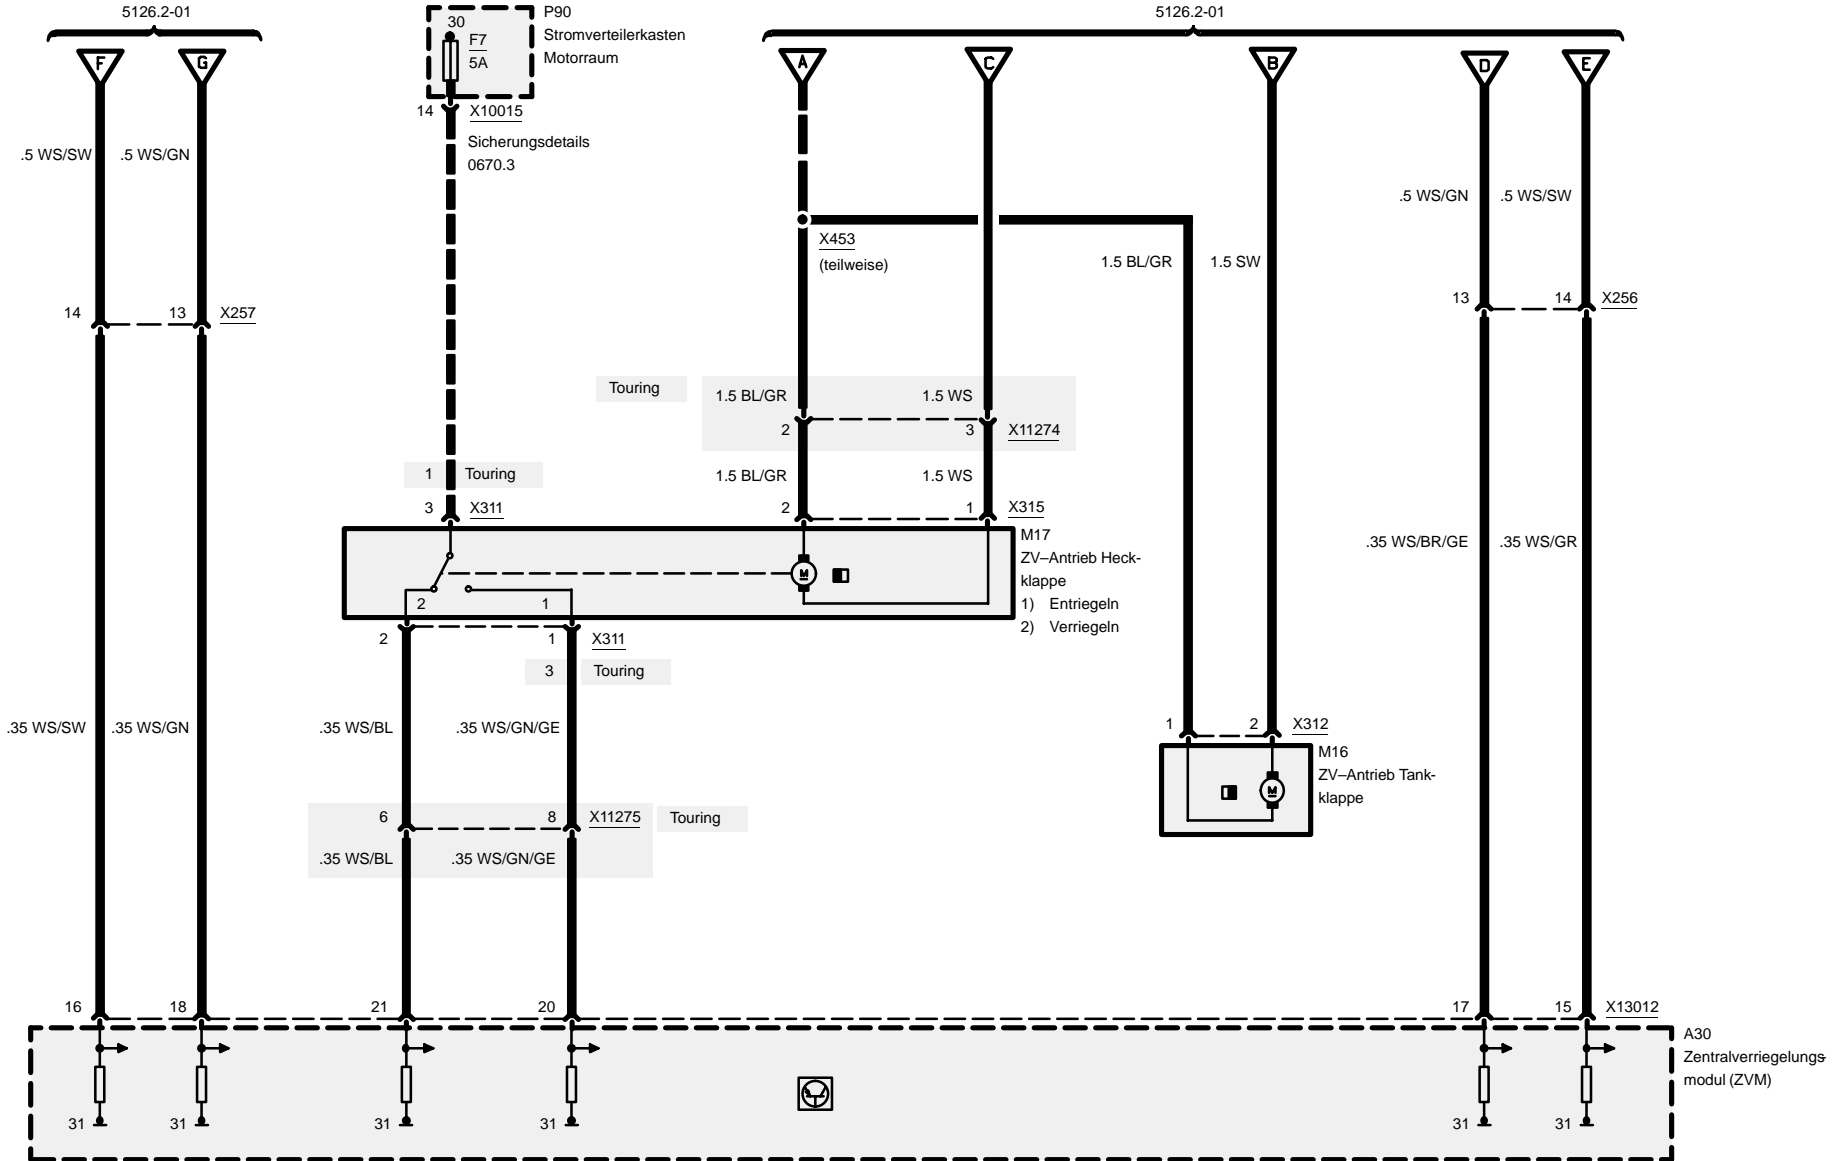 5126.2-01
P90
5126.2-01
30
F7
Stromverteilerkasten
5A
Motorraum
F
G
A
C
B
D
E
14
X10015
Sicherungsdetails
0670.3
.5 WS/SW
.5 WS/GN
.5 WS/GN
.5 WS/SW
X453
(teilweise)
1.5 BL/GR
1.5 SW
14
13
X257
13
14
X256
Touring
1.5 BL/GR
1.5 WS
2
3
X11274
1
Touring
1.5 BL/GR
1.5 WS
3
X311
2
1
X315
M17
ZV–Antrieb Heck-
klappe
1) Entriegeln
2) Verriegeln
M
2
1
.35 WS/BR/GE
.35 WS/GR
2
1
X311
3
Touring
.35 WS/SW
.35 WS/GN
.35 WS/BL
.35 WS/GN/GE
1
2
X312
M16
ZV–Antrieb Tank-
klappe
M
6
8
X11275
Touring
.35 WS/BL
.35 WS/GN/GE
16
18
21
20
17
15
X13012
A30
Zentralverriegelungs-
modul (ZVM)
31
31
31
31
31
31